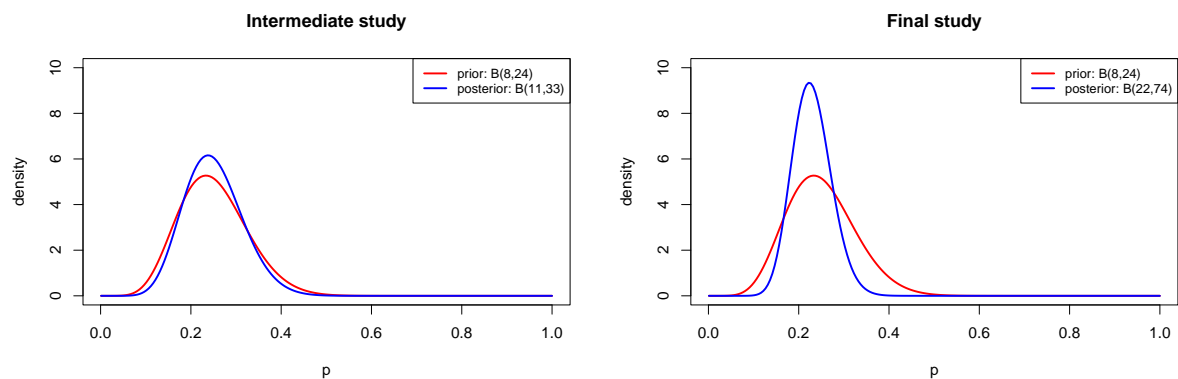 Intermediate study
prior: B(8,24)
posterior: B(11,33)
density
10
8
6
4
2
0
0.0 0.2 0.4 0.6 0.8 1.0
p
Final study
prior: B(8,24)
posterior: B(22,74)
density
10
8
6
4
2
0
0.0 0.2 0.4 0.6 0.8 1.0
p